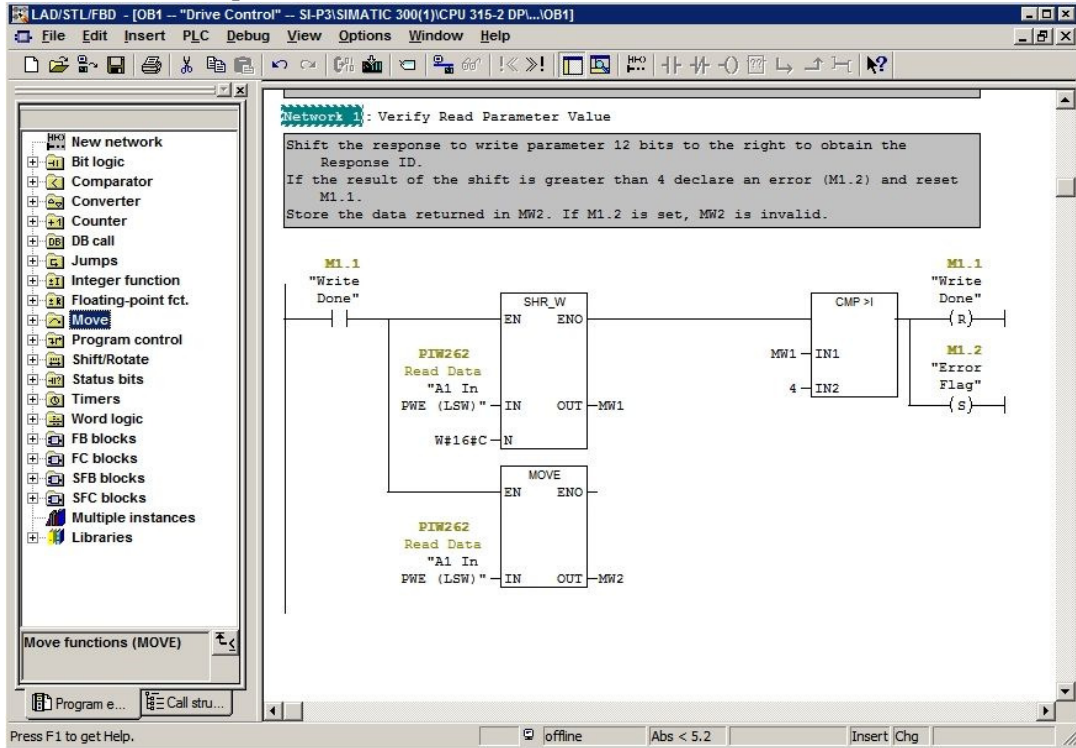 LAD/STL/FBD - [OB1 -- "Drive Control" -- SI-P3\SIMATIC 300(1)\CPU 315-2 DP\...\OB1]
File Edit Insert PLC Debug View Options Window Help
New network
Bit logic
Comparator
Converter
Counter
DB call
Jumps
Integer function
Floating-point fct.
Move
Program control
Shift/Rotate
Status bits
Timers
Word logic
FB blocks
FC blocks
SFB blocks
SFC blocks
Multiple instances
Libraries
Move functions (MOVE)
Program e... Call stru...
Network 1: Verify Read Parameter Value
Shift the response to write parameter 12 bits to the right to obtain the
Response ID.
If the result of the shift is greater than 4 declare an error (M1.2) and reset
M1.1.
Store the data returned in MW2. If M1.2 is set, MW2 is invalid.
M1.1
"Write
Done"
SHR_W
EN ENO
PIW262
Read Data
"A1 In
PWE (LSW)" IN OUT MW1
W#16#C N
CMP >I
MW1 IN1
4 IN2
M1.1
"Write
Done"
(R)
M1.2
"Error
Flag"
(S)
MOVE
EN ENO
PIW262
Read Data
"A1 In
PWE (LSW)" IN OUT MW2
Press F1 to get Help. offline Abs < 5.2 Insert Chg